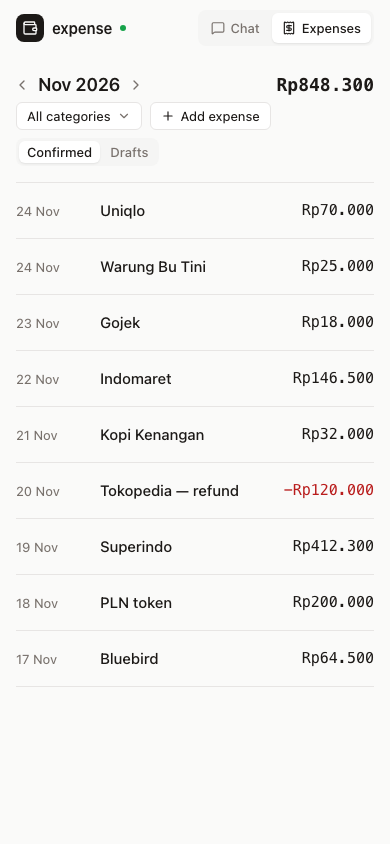 expense
Chat
Expenses
Nov 2026
Rp848.300
All categories
Add expense
Confirmed
Drafts
24 Nov Uniqlo Rp70.000
24 Nov Warung Bu Tini Rp25.000
23 Nov Gojek Rp18.000
22 Nov Indomaret Rp146.500
21 Nov Kopi Kenangan Rp32.000
20 Nov Tokopedia — refund −Rp120.000
19 Nov Superindo Rp412.300
18 Nov PLN token Rp200.000
17 Nov Bluebird Rp64.500